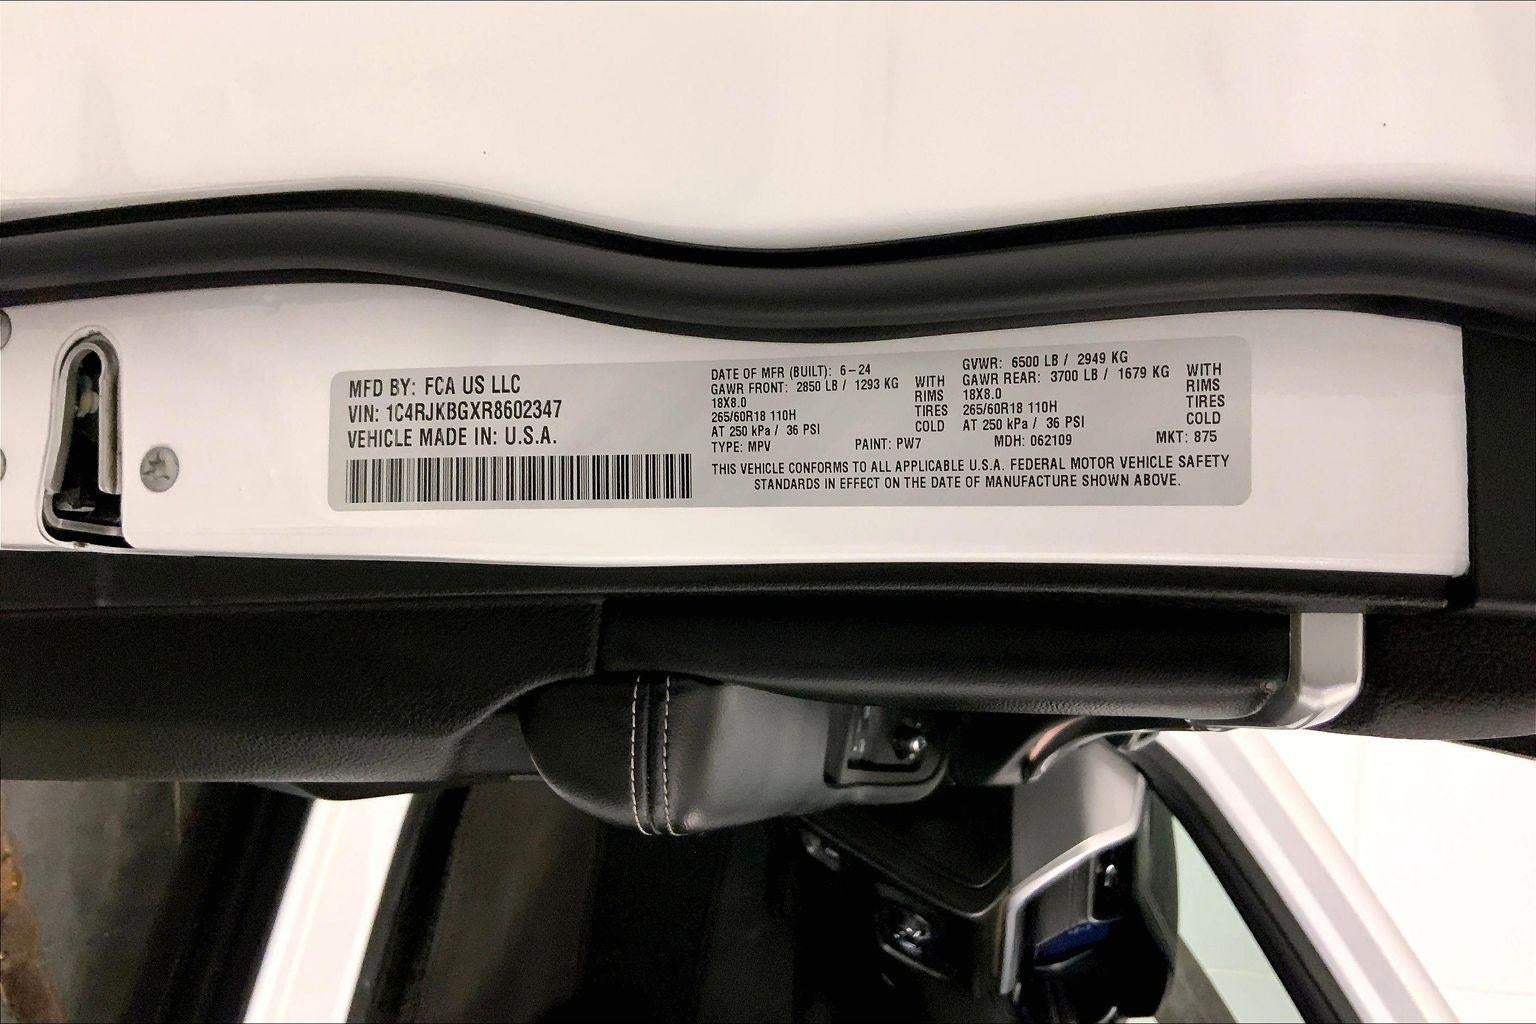 MFD BY: FCA US LLC
VIN: 1C4RJKBGXR8602347
VEHICLE MADE IN: U.S.A.
DATE OF MFR (BUILT): 6-24
GAWR FRONT: 2850 LB / 1293 KG WITH
18X8.0 RIMS
265/60R18 110H TIRES
AT 250 kPa / 36 PSI COLD
TYPE: MPV PAINT: PW7
GVWR: 6500 LB / 2949 KG
GAWR REAR: 3700 LB / 1679 KG WITH
18X8.0 RIMS
265/60R18 110H TIRES
AT 250 kPa / 36 PSI COLD
MDH: 062109 MKT: 875
THIS VEHICLE CONFORMS TO ALL APPLICABLE U.S.A. FEDERAL MOTOR VEHICLE SAFETY
STANDARDS IN EFFECT ON THE DATE OF MANUFACTURE SHOWN ABOVE.